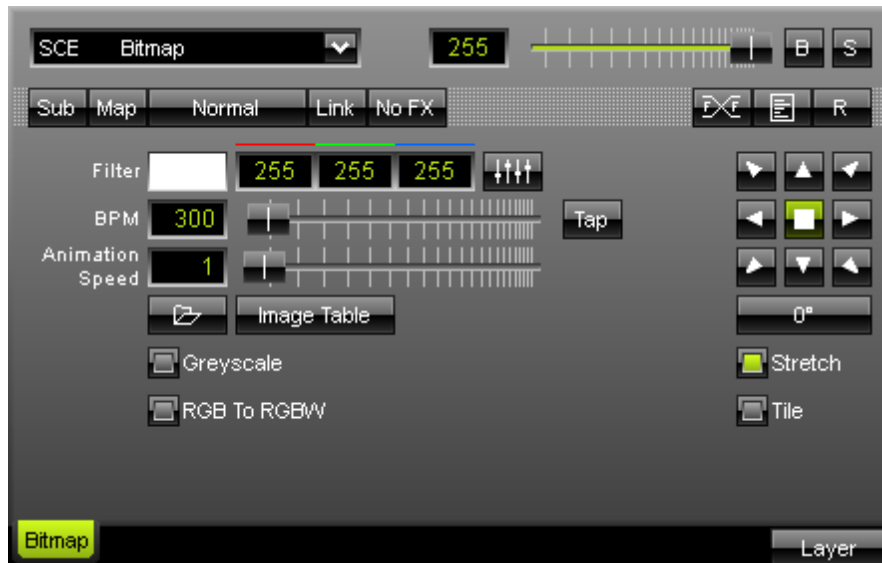 SCE Bitmap 255 B S
Sub Map Normal Link No FX R
Filter 255 255 255
BPM 300 Tap
Animation
Speed 1
Image Table 0°
Greyscale Stretch
RGB To RGBW Tile
Bitmap Layer